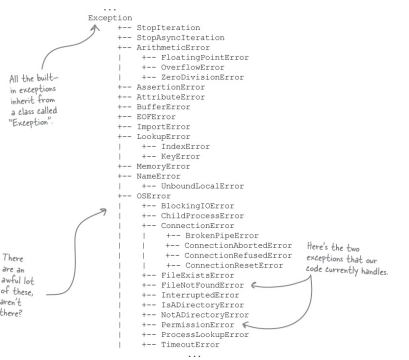 ...
Exception
+-- StopIteration
+-- StopAsyncIteration
+-- ArithmeticError
|    +-- FloatingPointError
|    +-- OverflowError
|    +-- ZeroDivisionError
+-- AssertionError
+-- AttributeError
+-- BufferError
+-- EOFError
+-- ImportError
+-- LookupError
|    +-- IndexError
|    +-- KeyError
+-- MemoryError
+-- NameError
|    +-- UnboundLocalError
+-- OSError
|    +-- BlockingIOError
|    +-- ChildProcessError
|    +-- ConnectionError
|    |    +-- BrokenPipeError
|    |    +-- ConnectionAbortedError
|    |    +-- ConnectionRefusedError
|    |    +-- ConnectionResetError
|    +-- FileExistsError
|    +-- FileNotFoundError
|    +-- InterruptedError
|    +-- IsADirectoryError
|    +-- NotADirectoryError
|    +-- PermissionError
|    +-- ProcessLookupError
|    +-- TimeoutError
...
All the built-
in exceptions
inherit from
a class called
"Exception".
There
are an
awful lot
of these,
aren't
there?
Here's the two
exceptions that our
code currently handles.